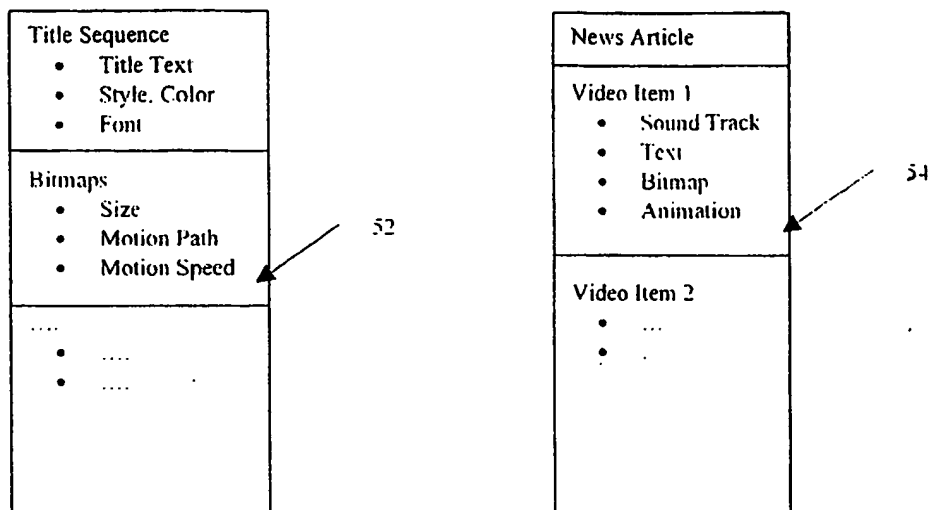 Title Sequence
• Title Text
• Style, Color
• Font
Bitmaps
• Size
• Motion Path
• Motion Speed
....
• ....
• ....
52
News Article
Video Item 1
• Sound Track
• Text
• Bitmap
• Animation
54
Video Item 2
• ...
• .